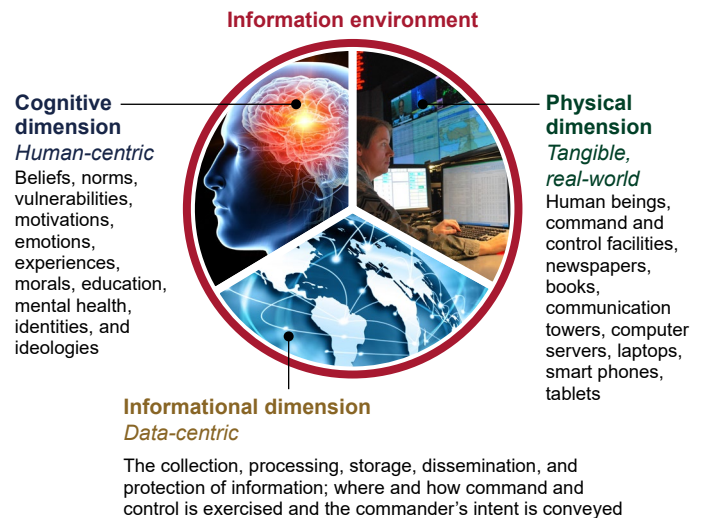 Information environment
Cognitive
dimension
Human-centric
Beliefs, norms,
vulnerabilities,
motivations,
emotions,
experiences,
morals, education,
mental health,
identities, and
ideologies
Physical
dimension
Tangible,
real-world
Human beings,
command and
control facilities,
newspapers,
books,
communication
towers, computer
servers, laptops,
smart phones,
tablets
Informational dimension
Data-centric
The collection, processing, storage, dissemination, and
protection of information; where and how command and
control is exercised and the commander’s intent is conveyed